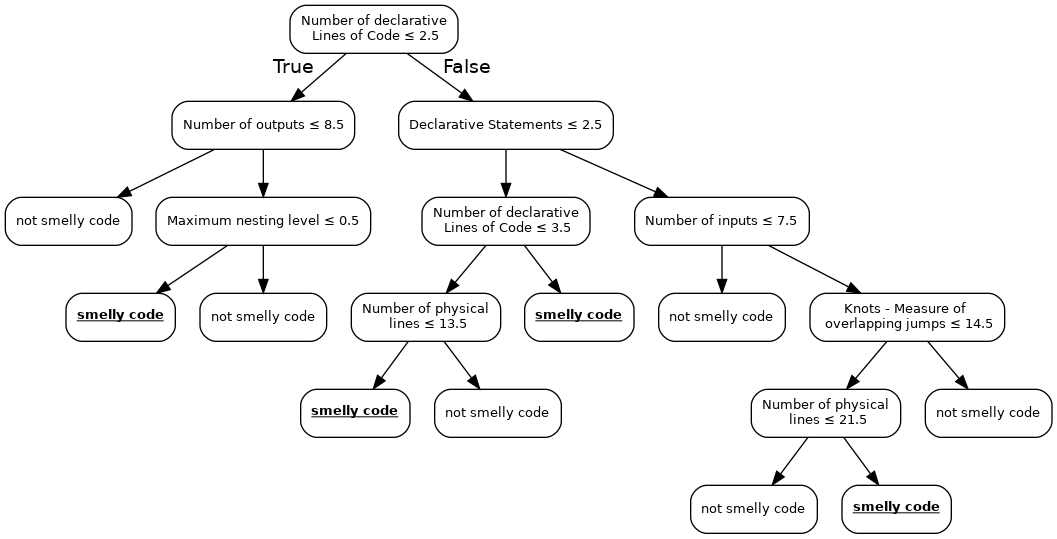 Number of declarative
Lines of Code ≤ 2.5
True
False
Number of outputs ≤ 8.5
Declarative Statements ≤ 2.5
not smelly code
Maximum nesting level ≤ 0.5
Number of declarative
Lines of Code ≤ 3.5
Number of inputs ≤ 7.5
smelly code
not smelly code
Number of physical
lines ≤ 13.5
smelly code
not smelly code
Knots - Measure of
overlapping jumps ≤ 14.5
smelly code
not smelly code
Number of physical
lines ≤ 21.5
not smelly code
not smelly code
smelly code